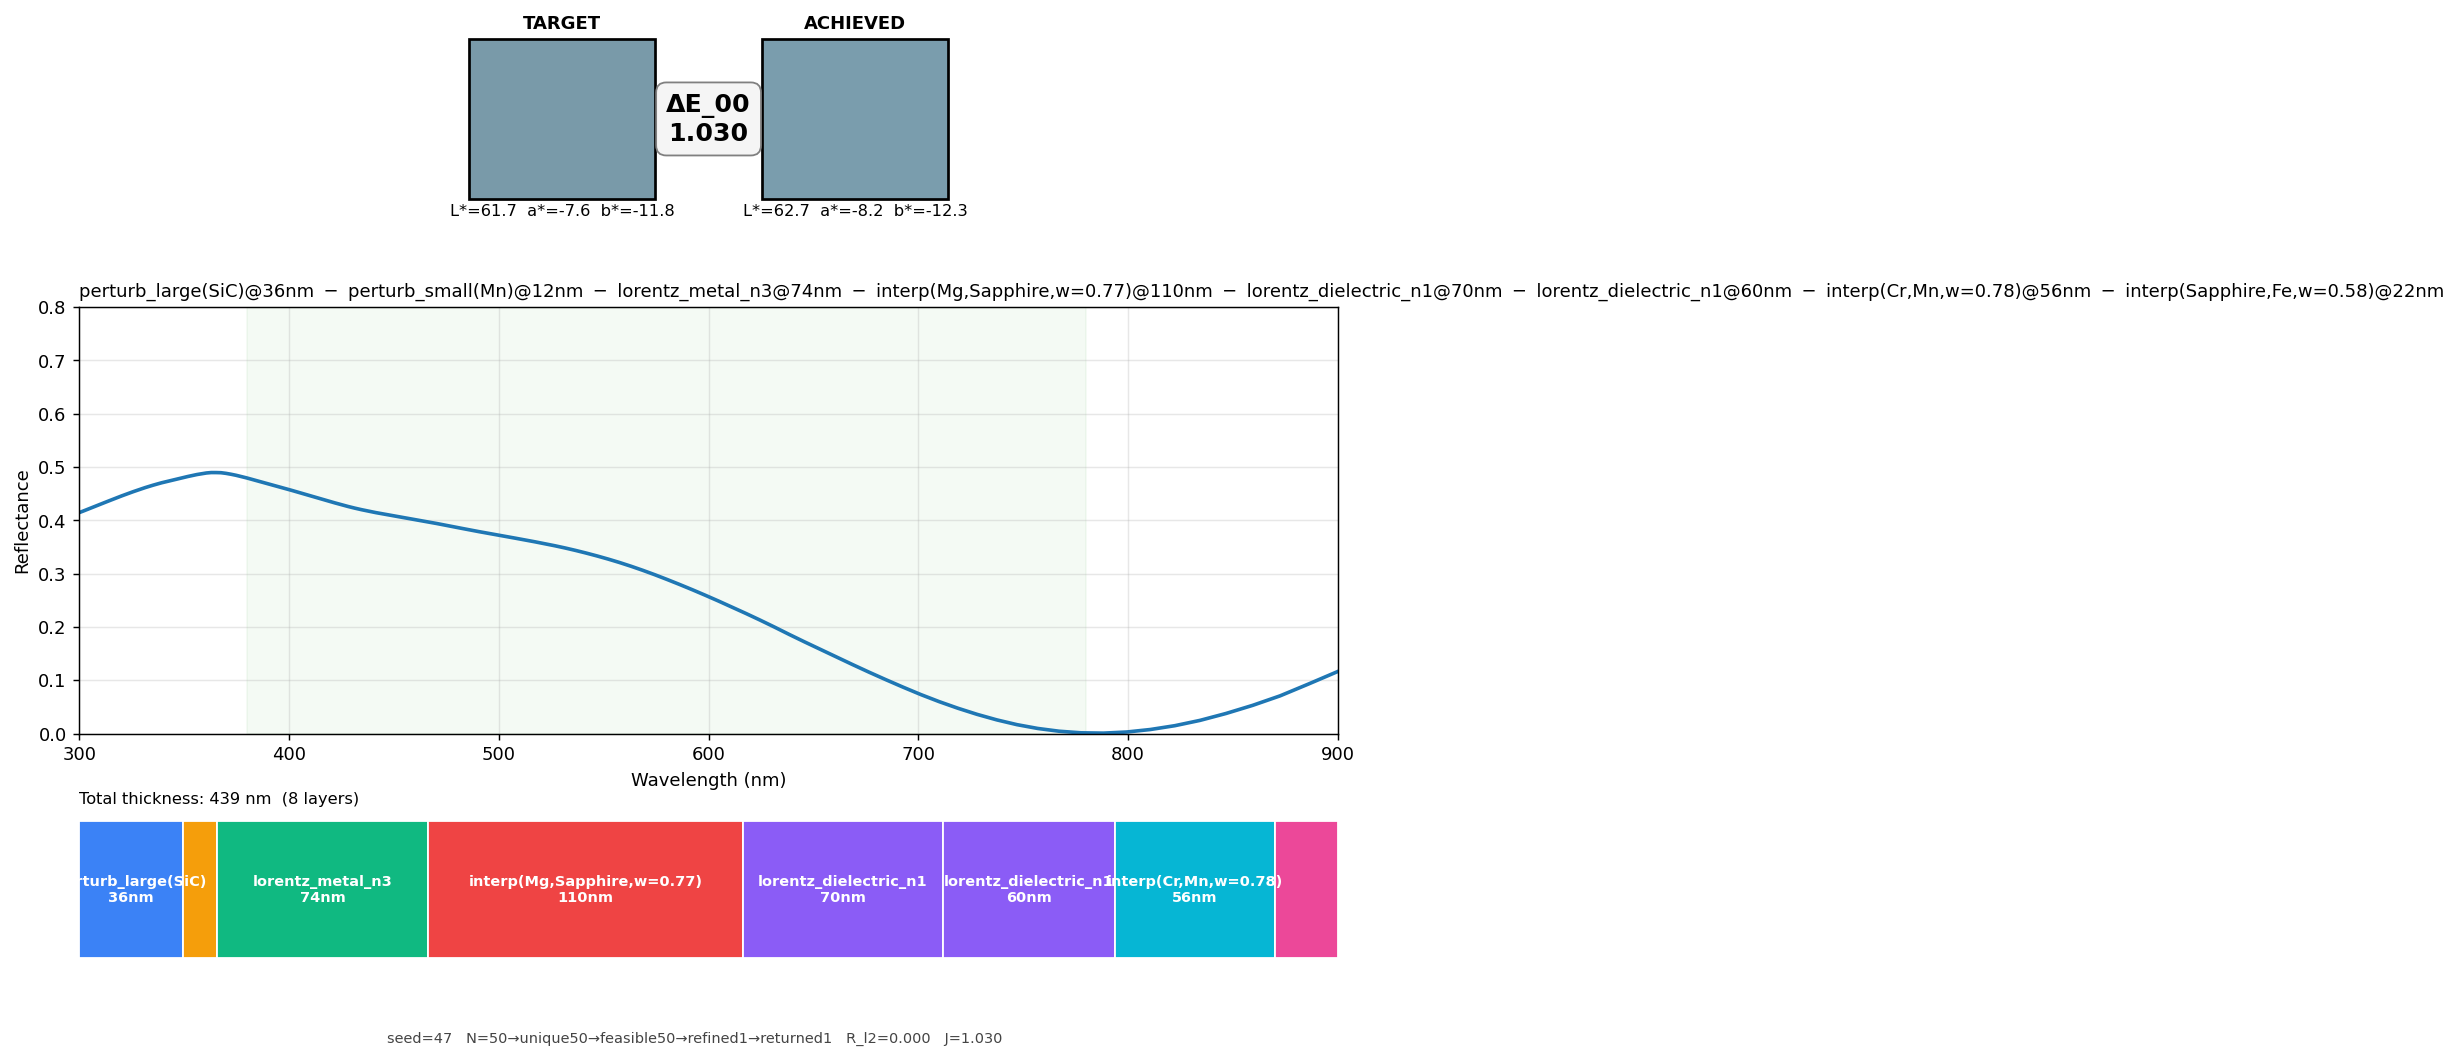 TARGET
ACHIEVED
ΔE_00
1.030
L*=61.7 a*=-7.6 b*=-11.8
L*=62.7 a*=-8.2 b*=-12.3
perturb_large(SiC)@36nm − perturb_small(Mn)@12nm − lorentz_metal_n3@74nm − interp(Mg,Sapphire,w=0.77)@110nm − lorentz_dielectric_n1@70nm − lorentz_dielectric_n1@60nm − interp(Cr,Mn,w=0.78)@56nm − interp(Sapphire,Fe,w=0.58)@22nm
0.8
0.7
0.6
0.5
0.4
0.3
0.2
0.1
0.0
Reflectance
300 400 500 600 700 800 900
Wavelength (nm)
Total thickness: 439 nm (8 layers)
rturb_large(SiC)
36nm
lorentz_metal_n3
74nm
interp(Mg,Sapphire,w=0.77)
110nm
lorentz_dielectric_n1
70nm
lorentz_dielectric_n1
60nm
interp(Cr,Mn,w=0.78)
56nm
seed=47 N=50→unique50→feasible50→refined1→returned1 R_l2=0.000 J=1.030